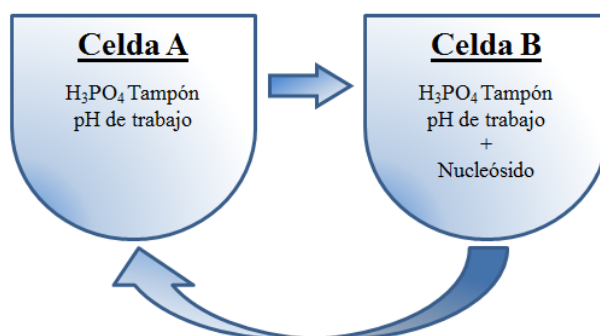 Celda A
H₃PO₄ Tampón
pH de trabajo
Celda B
H₃PO₄ Tampón
pH de trabajo
+
Nucleósido